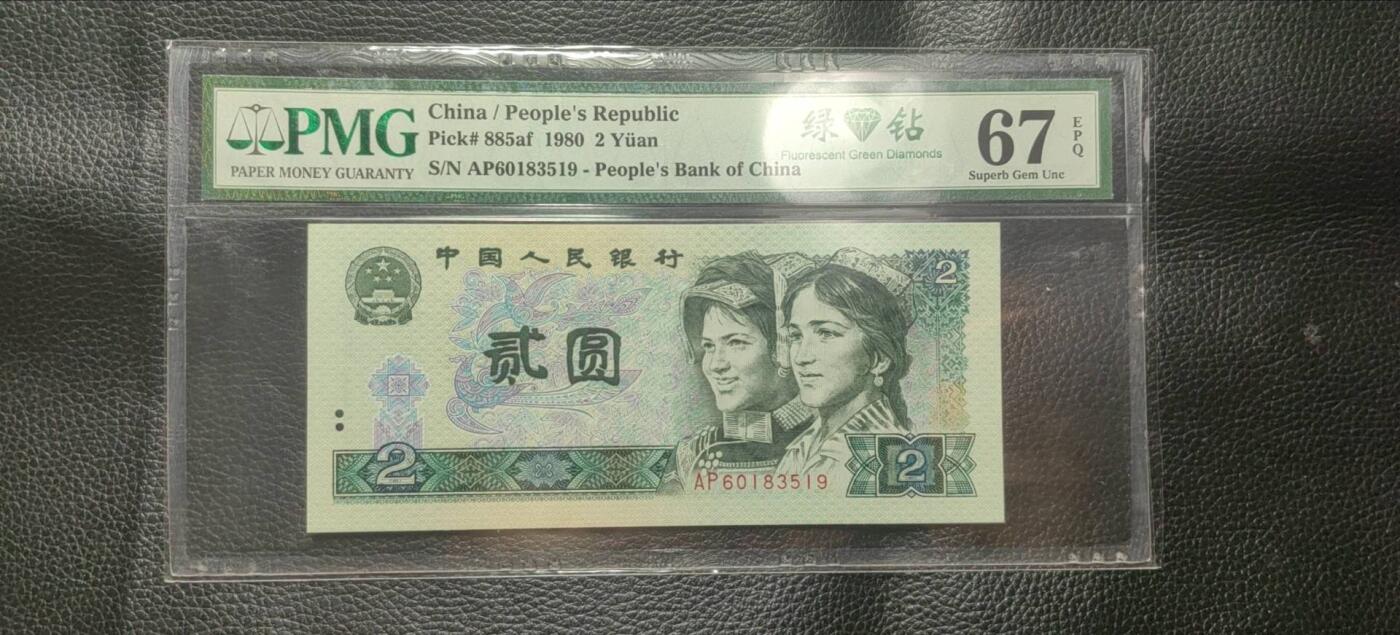 PMG
PAPER MONEY GUARANTY
China / People's Republic
Pick# 885af 1980 2 Yüan
S/N AP60183519 - People's Bank of China
绿 钻
Fluorescent Green Diamonds
67
EPQ
Superb Gem Unc
中国人民银行
2
贰圆
2
AP60183519
2